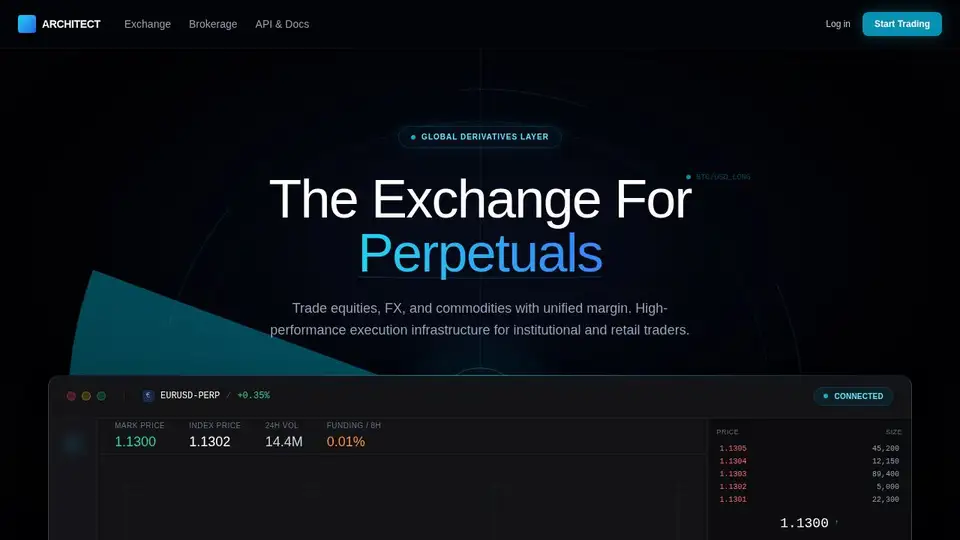 ARCHITECT
Exchange
Brokerage
API & Docs
Log in
Start Trading
GLOBAL DERIVATIVES LAYER
BTC/USD_LONG
The Exchange For
Perpetuals
Trade equities, FX, and commodities with unified margin. High-
performance execution infrastructure for institutional and retail traders.
€ EURUSD-PERP / +0.35%
CONNECTED
MARK PRICE INDEX PRICE 24H VOL FUNDING / 8H
1.1300 1.1302 14.4M 0.01%
PRICE SIZE
1.1305 45,200
1.1304 12,150
1.1303 89,400
1.1302 5,000
1.1301 22,300
1.1300 ↑